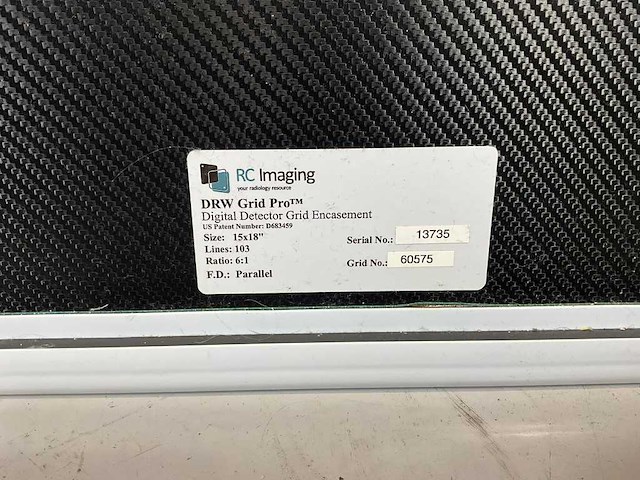 RC Imaging
your radiology resource
DRW Grid Pro™
Digital Detector Grid Encasement
US Patent Number: D683459
Size: 15x18"
Serial No.: 13735
Lines: 103
Ratio: 6:1
Grid No.: 60575
F.D.: Parallel